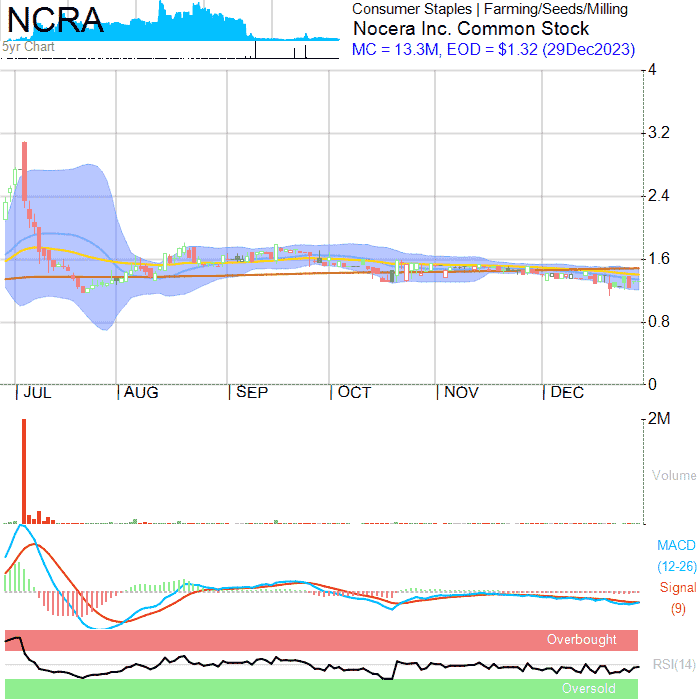 NCRA
5yr Chart
Consumer Staples | Farming/Seeds/Milling
Nocera Inc. Common Stock
MC = 13.3M, EOD = $1.32 (29Dec2023)
4
3.2
2.4
1.6
0.8
0
JUL AUG SEP OCT NOV DEC
2M
Volume
MACD
(12-26)
Signal
(9)
Overbought
RSI(14)
Oversold